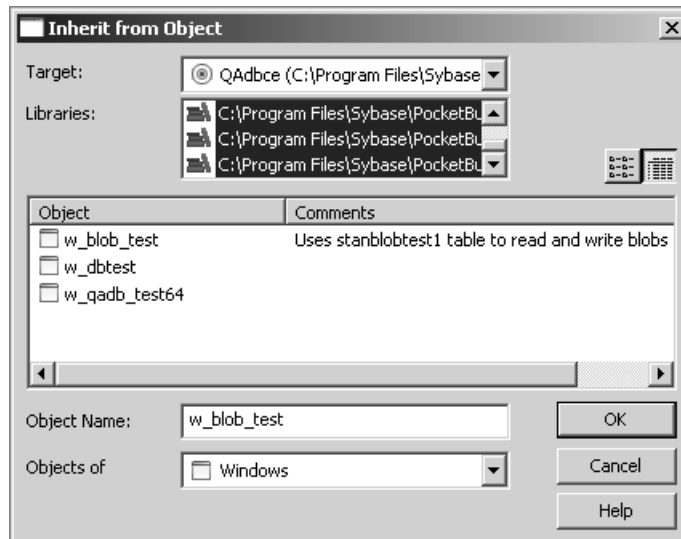 Inherit from Object
Target: QAdbce (C:\Program Files\Sybase
Libraries: C:\Program Files\Sybase\PocketBu
C:\Program Files\Sybase\PocketBu
C:\Program Files\Sybase\PocketBu
Object Comments
w_blob_test Uses stanblobtest1 table to read and write blobs
w_dbtest
w_qadb_test64
Object Name: w_blob_test OK
Objects of Windows Cancel
Help